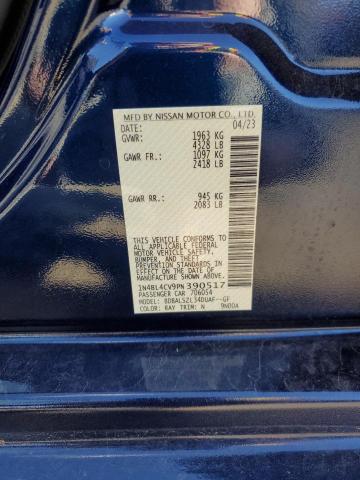 MFD BY NISSAN MOTOR CO., LTD.
DATE: 04/23
GVWR: 1963 KG
4328 LB
GAWR FR.: 1097 KG
2418 LB
GAWR RR.: 945 KG
2083 LB
THIS VEHICLE CONFORMS TO ALL
APPLICABLE FEDERAL MOTOR
VEHICLE SAFETY,
BUMPER, AND THEFT
PREVENTION STANDARDS IN
EFFECT ON THE DATE OF
MANUFACTURE SHOWN ABOVE.
1N4BL4CV9PN390517
PASSENGER CAR 706054
MODEL: BDBALSZL34DUAF--GF
COLOR: RAY TRIM: N 9NDDA